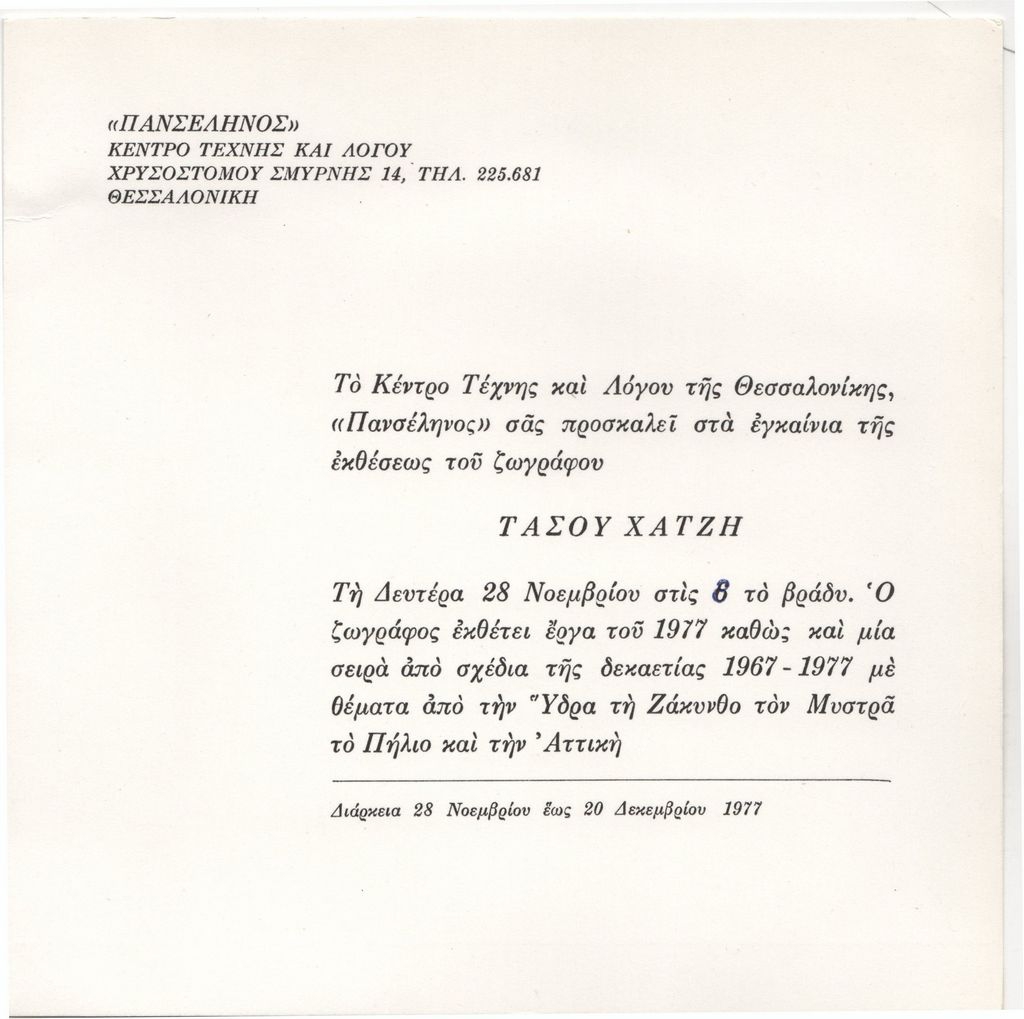 «ΠΑΝΣΕΛΗΝΟΣ»
ΚΕΝΤΡΟ ΤΕΧΝΗΣ ΚΑΙ ΛΟΓΟΥ
ΧΡΥΣΟΣΤΟΜΟΥ ΣΜΥΡΝΗΣ 14, ΤΗΛ. 225.681
ΘΕΣΣΑΛΟΝΙΚΗ
Τὸ Κέντρο Τέχνης καὶ Λόγου τῆς Θεσσαλονίκης,
«Πανσέληνος» σᾶς προσκαλεῖ στὰ ἐγκαίνια τῆς
ἐκθέσεως τοῦ ζωγράφου
ΤΑΣΟΥ ΧΑΤΖΗ
Τὴ Δευτέρα 28 Νοεμβρίου στὶς τὸ βράδυ. Ὁ
ζωγράφος ἐκθέτει ἔργα τοῦ 1977 καθὼς καὶ μία
σειρὰ ἀπὸ σχέδια τῆς δεκαετίας 1967 - 1977 μὲ
θέματα ἀπὸ τὴν Ὕδρα τὴ Ζάκυνθο τὸν Μυστρᾶ
τὸ Πήλιο καὶ τὴν Ἀττικὴ
Διάρκεια 28 Νοεμβρίου ἕως 20 Δεκεμβρίου 1977